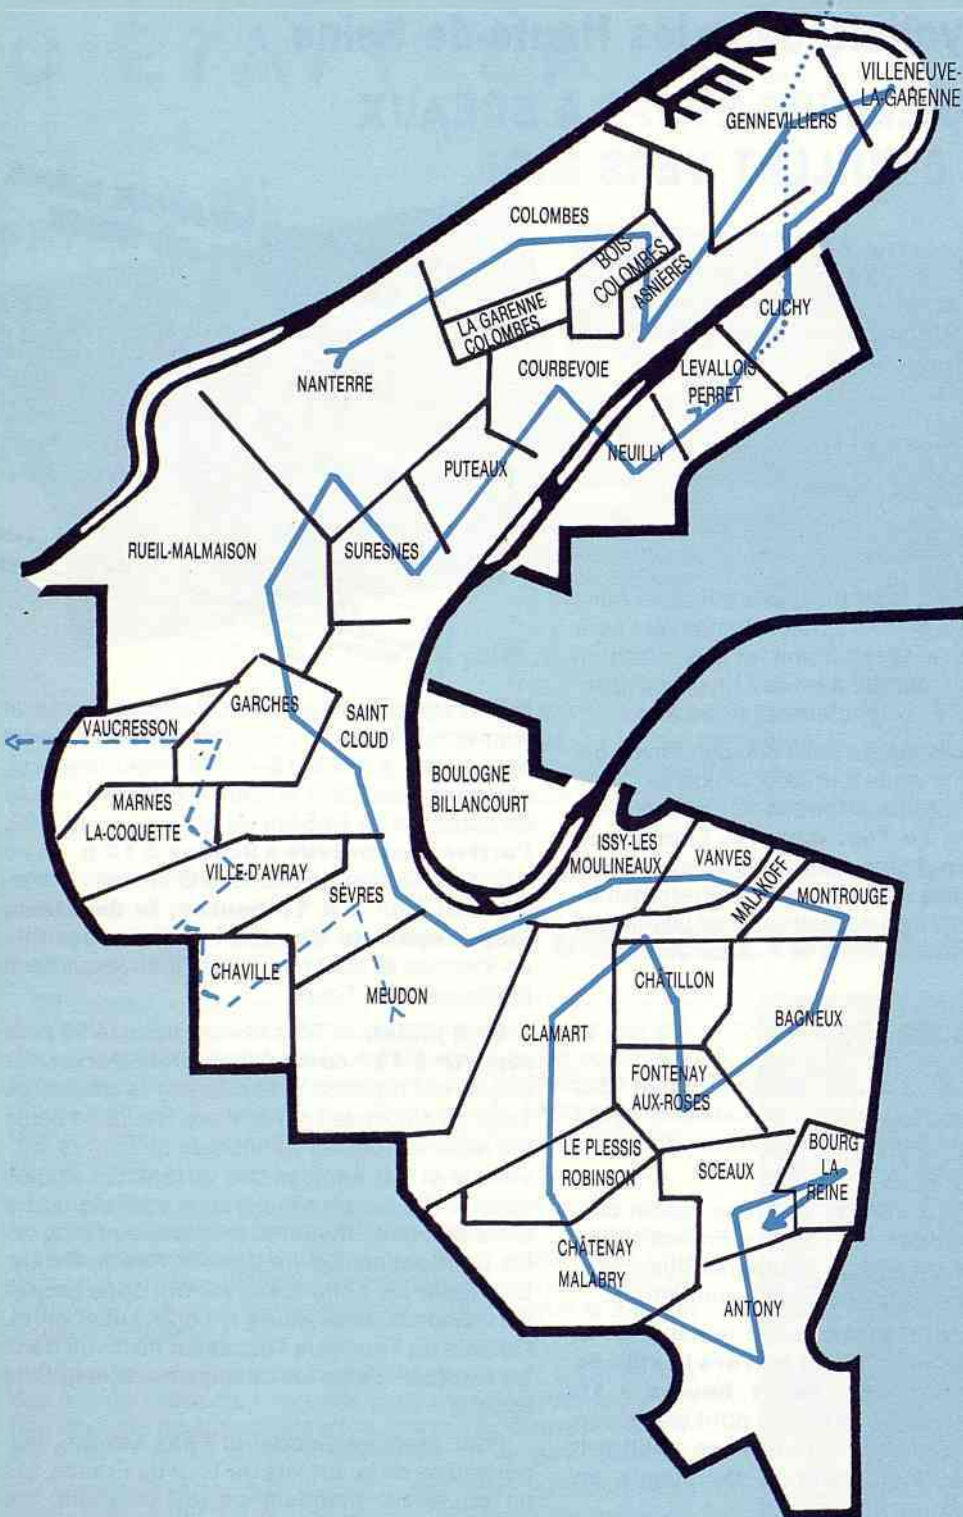 VILLENEUVE-
LA-GARENNE
GENNEVILLIERS
COLOMBES
BOIS-
COLOMBES
ASNIÈRES
LA GARENNE
COLOMBES
CLICHY
NANTERRE
COURBEVOIE
LEVALLOIS
PERRET
NEUILLY
PUTEAUX
RUEIL-MALMAISON
SURESNES
GARCHES
VAUCRESSON
SAINT
CLOUD
MARNES
LA-COQUETTE
BOULOGNE
BILLANCOURT
ISSY-LES
MOULINEAUX
VANVES
MALAKOFF
MONTROUGE
VILLE-D'AVRAY
SÈVRES
CHAVILLE
MEUDON
CHÂTILLON
CLAMART
BAGNEUX
FONTENAY
AUX-ROSES
LE PLESSIS
ROBINSON
SCEAUX
BOURG
LA
REINE
CHÂTENAY
MALABRY
ANTONY